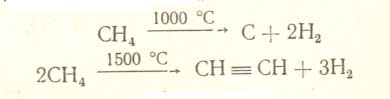 CH₄ 1000 °C → C + 2H₂
2CH₄ 1500 °C → CH≡CH + 3H₂